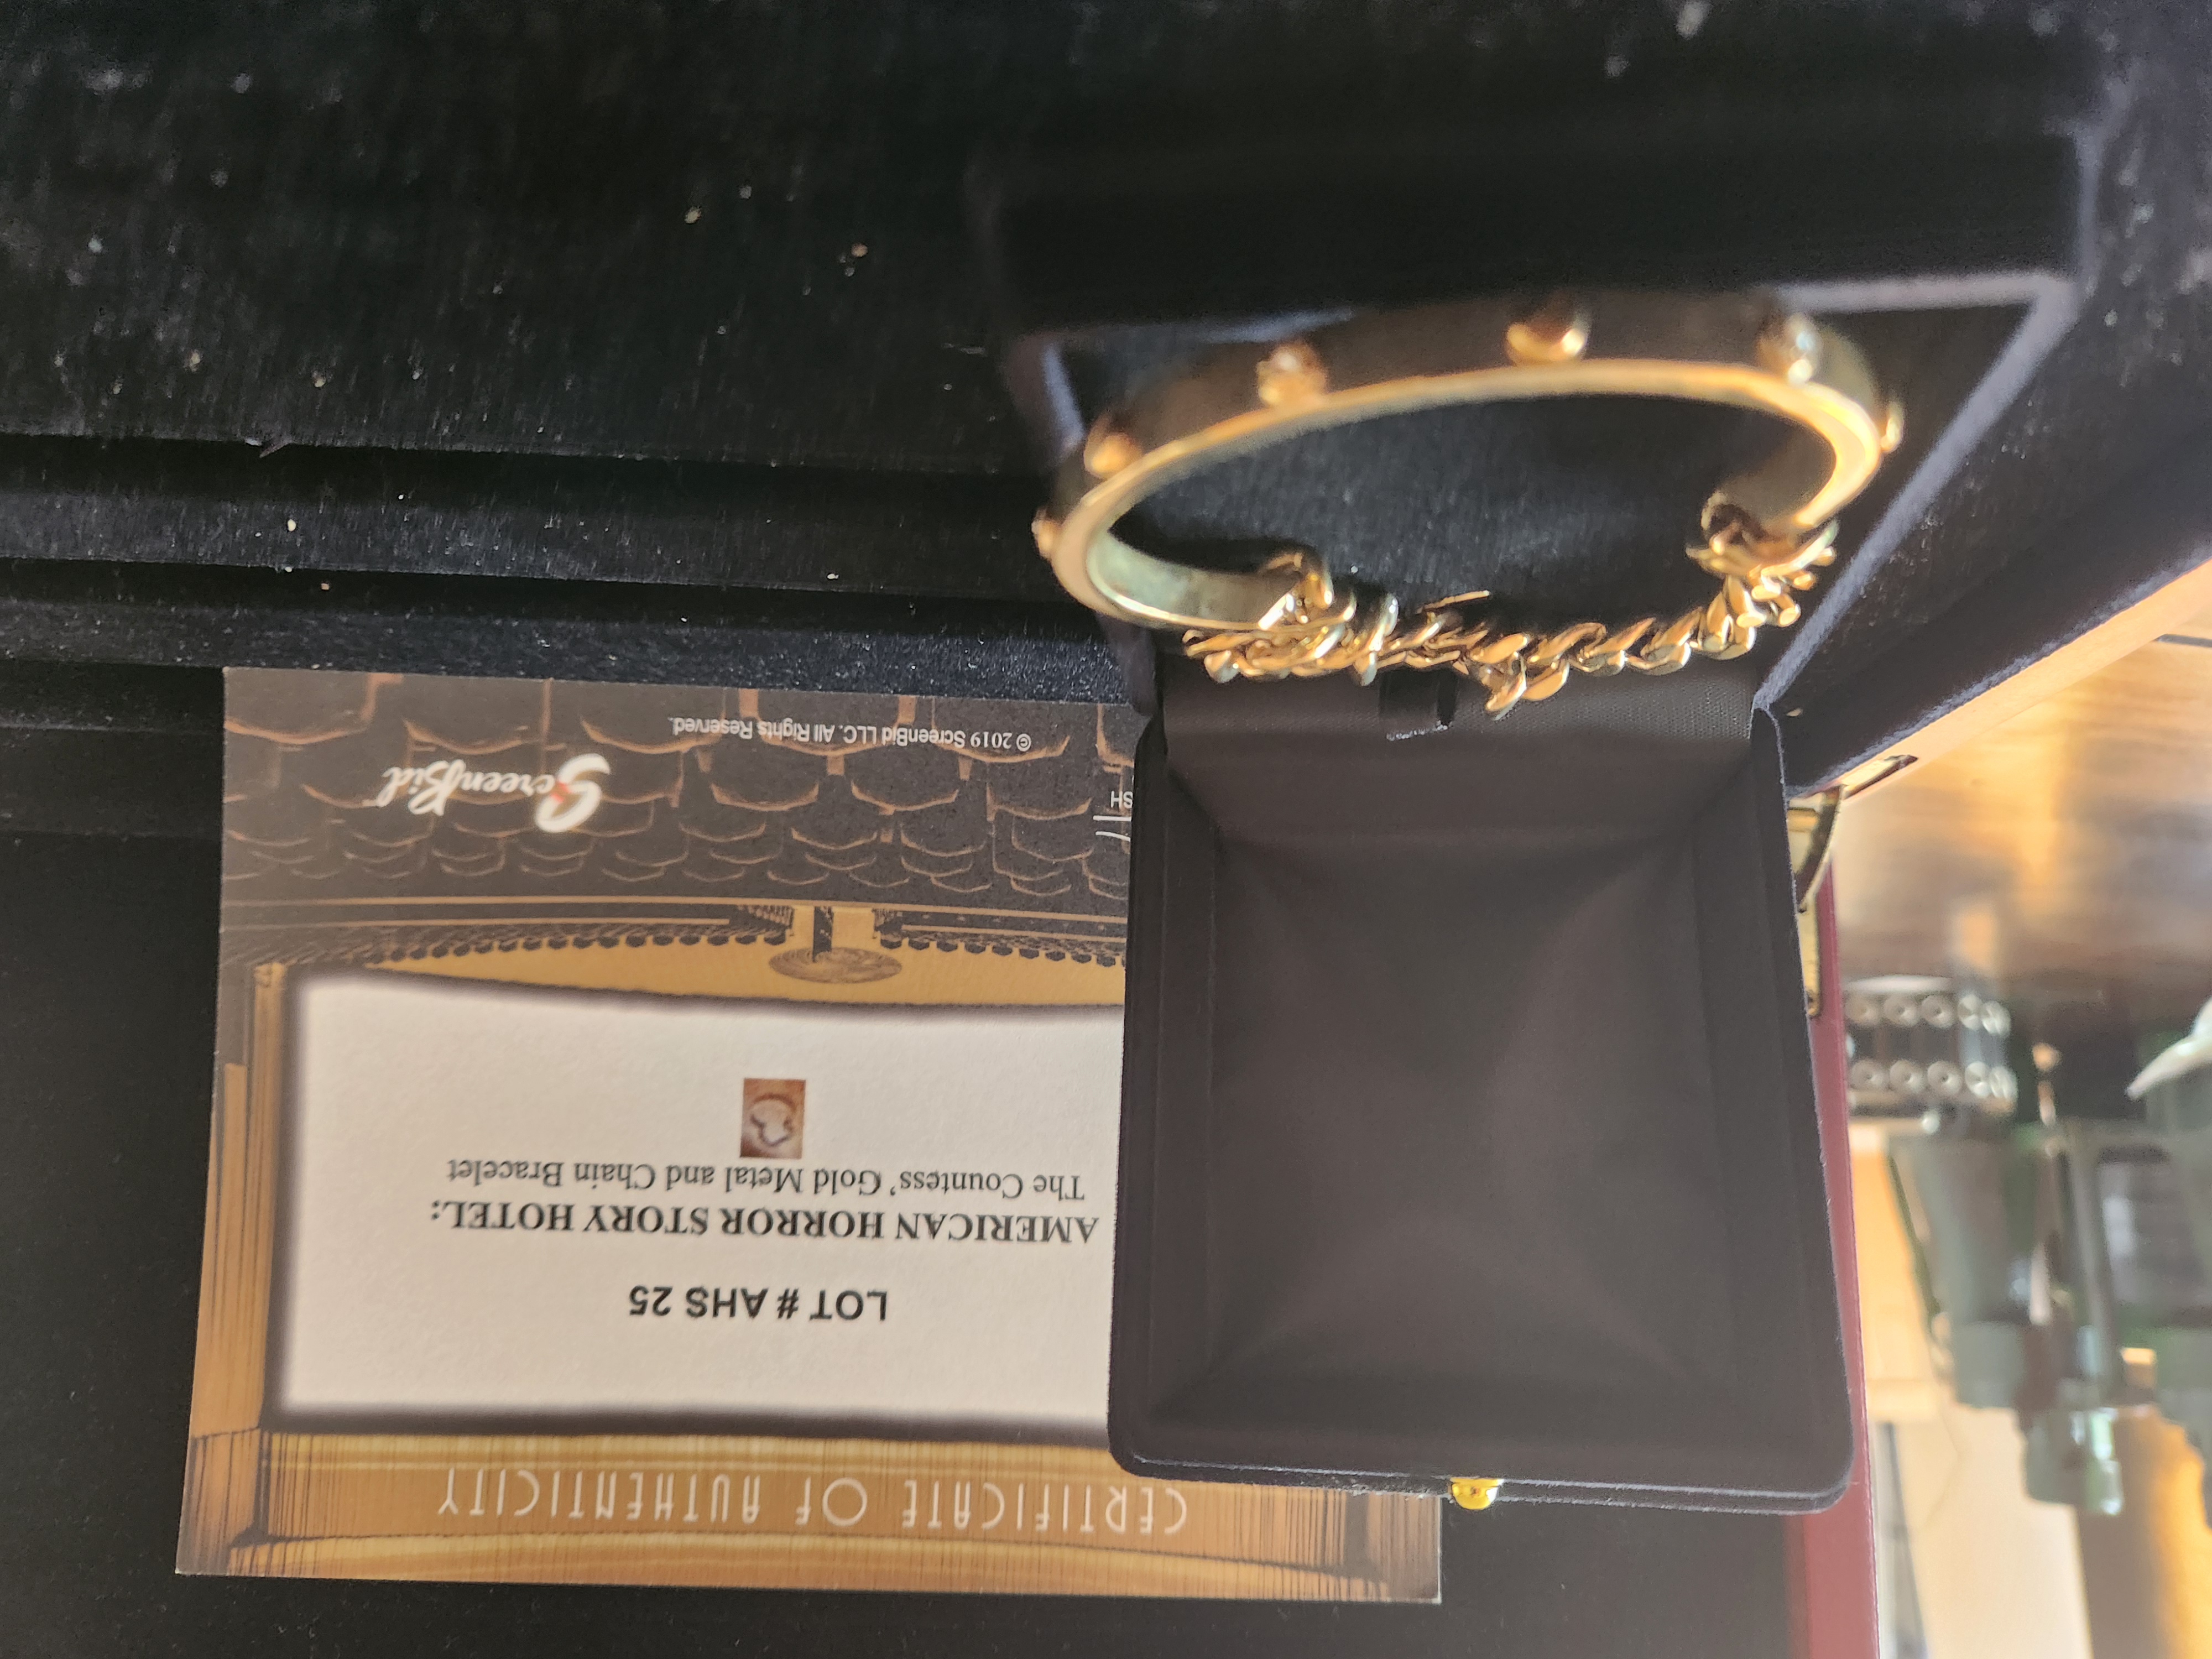 CERTIFICATE OF AUTHENTICITY
LOT # AHS 25
AMERICAN HORROR STORY HOTEL:
The Countess' Gold Metal and Chain Bracelet
SH
ScreenBid
© 2019 ScreenBid LLC. All Rights Reserved.